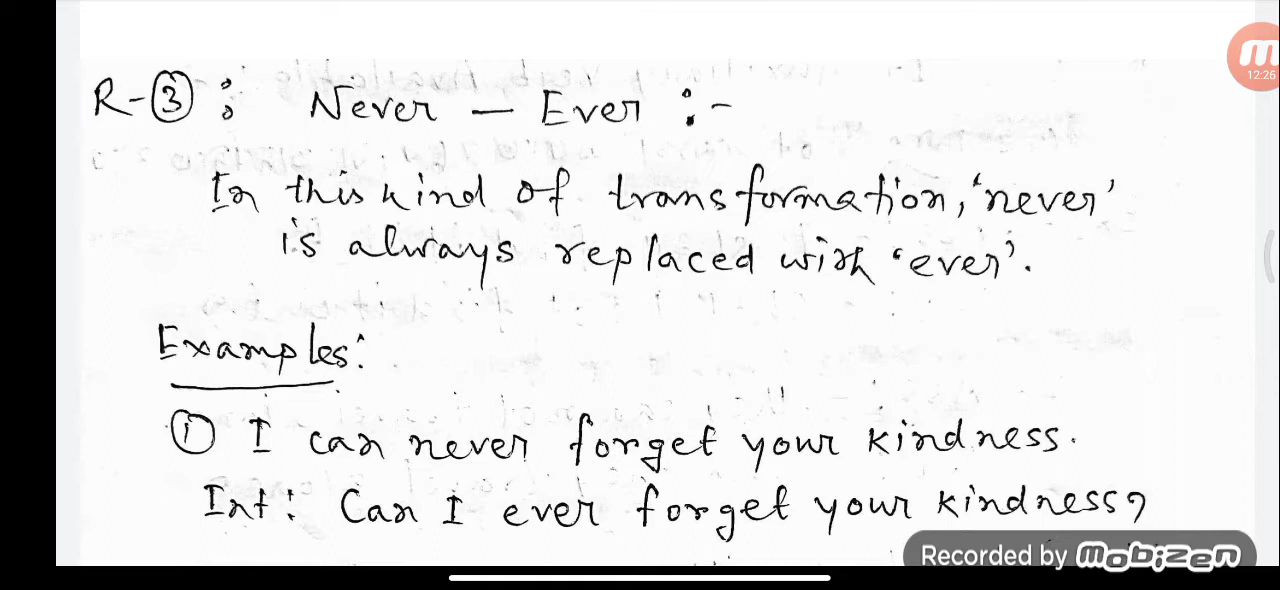 R-③: Never — Ever :-
In this kind of transformation, 'never'
is always replaced with 'ever'.
Examples:
① I can never forget your kindness.
Int: Can I ever forget your kindness?
Recorded by mobizen
m
12:26